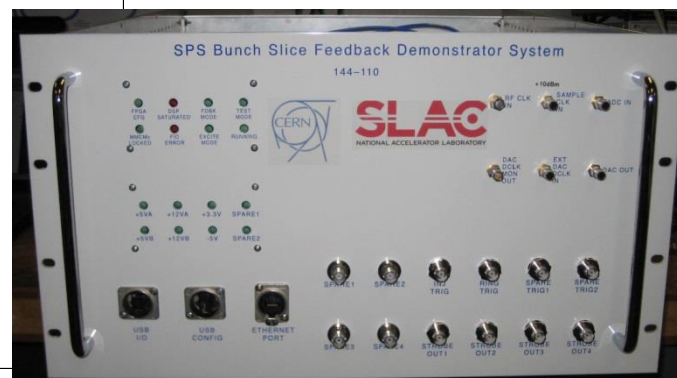 SPS Bunch Slice Feedback Demonstrator System
144-110
FPGA CFG
DSP SATURATED
FDBK MODE
TEST MODE
MMCMs LOCKED
FID ERROR
EXCITE MODE
RUNNING
CERN
SLAC
NATIONAL ACCELERATOR LABORATORY
+10dBm
RF CLK IN
SAMPLE CLK IN
ADC IN
DAC DCLK MON OUT
EXT DAC DCLK IN
DAC OUT
+5VA
+12VA
+3.3V
SPARE1
+5VB
+12VB
-5V
SPARE2
USB I/O
USB CONFIG
ETHERNET PORT
SPARE1
SPARE2
INJ TRIG
RING TRIG
SPARE TRIG1
SPARE TRIG2
SPARE3
SPARE4
STROBE OUT1
STROBE OUT2
STROBE OUT3
STROBE OUT4